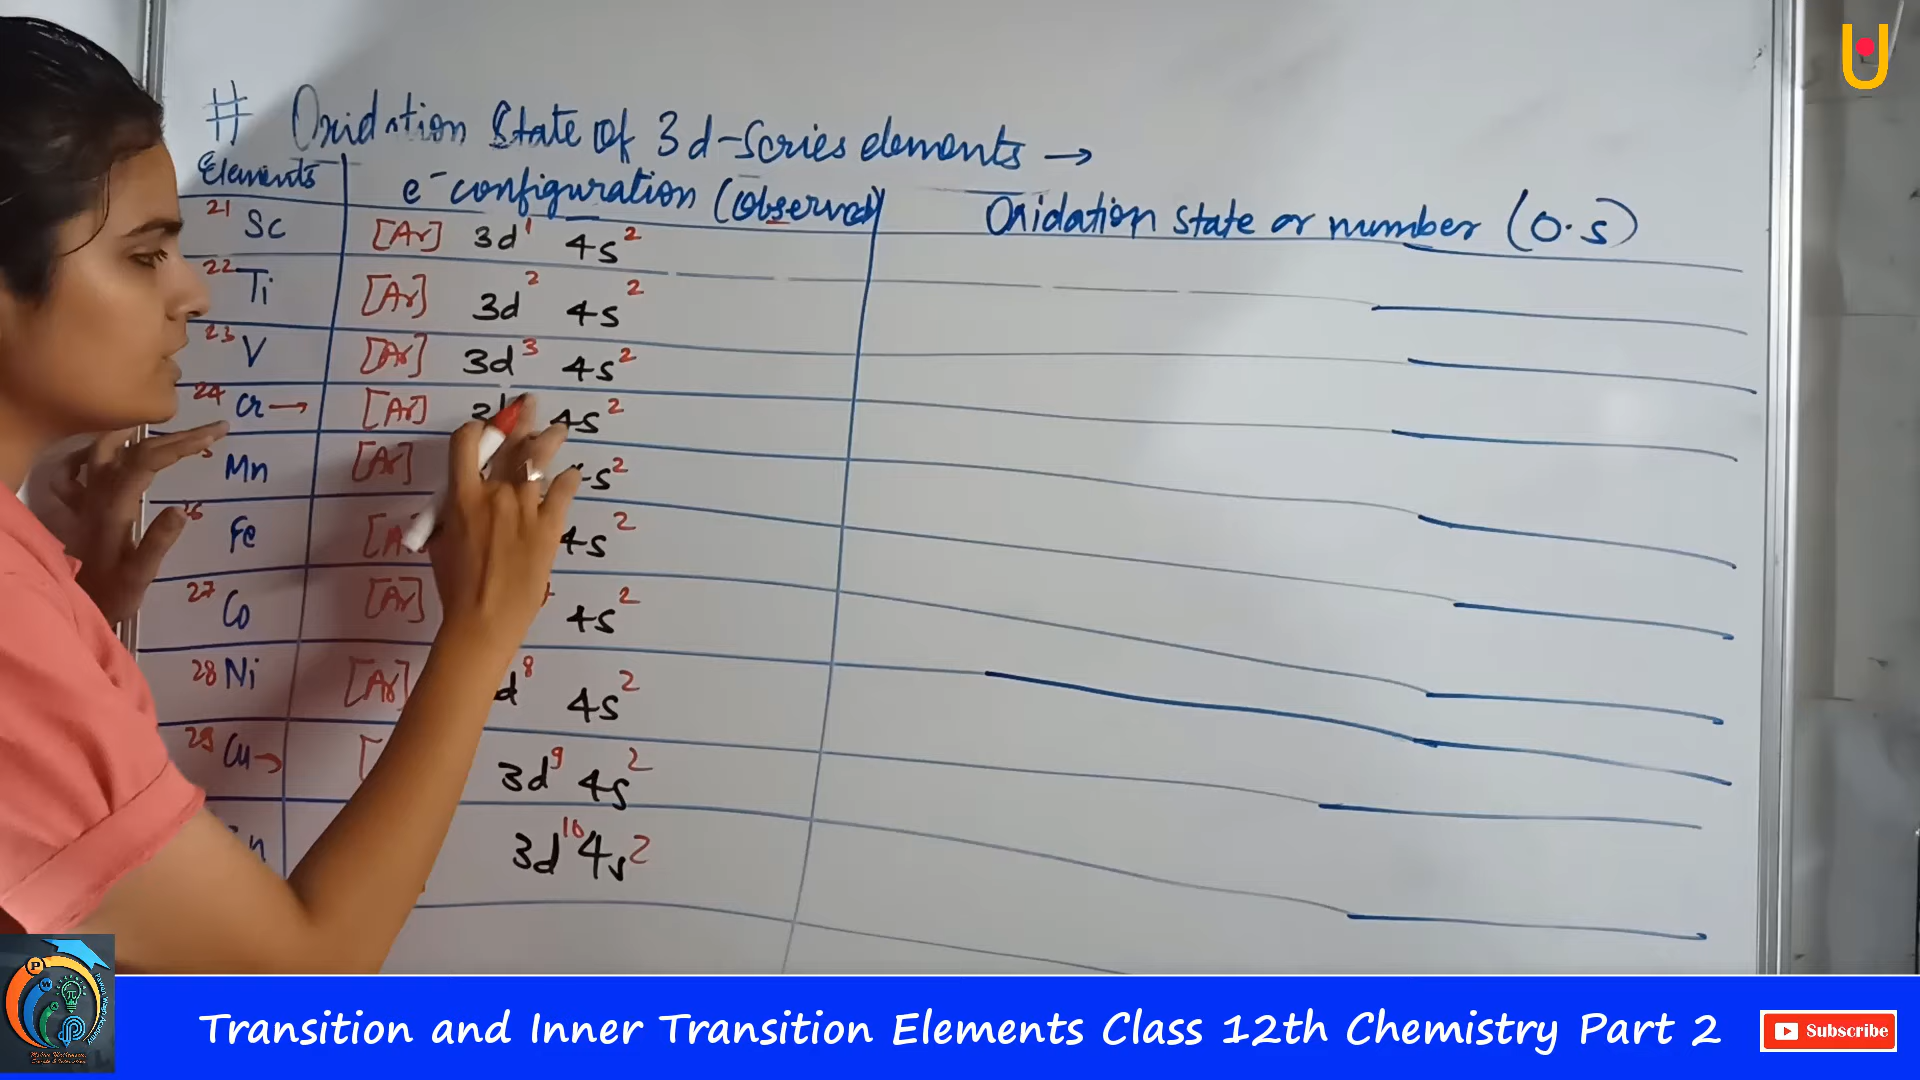 # Oxidation State of 3d-Series elements →
Elements e⁻ configuration (observed) Oxidation state or number (O.S)
21 Sc [Ar] 3d¹ 4s²
22 Ti [Ar] 3d² 4s²
23 V [Ar] 3d³ 4s²
24 Cr → [Ar] 4s²
Mn [Ar] s²
Fe 4s²
27 Co [Ar] 4s²
28 Ni [Ar] d⁸ 4s²
29 Cu → 3d⁹ 4s²
n 3d¹⁰ 4s²
Transition and Inner Transition Elements Class 12th Chemistry Part 2
Subscribe